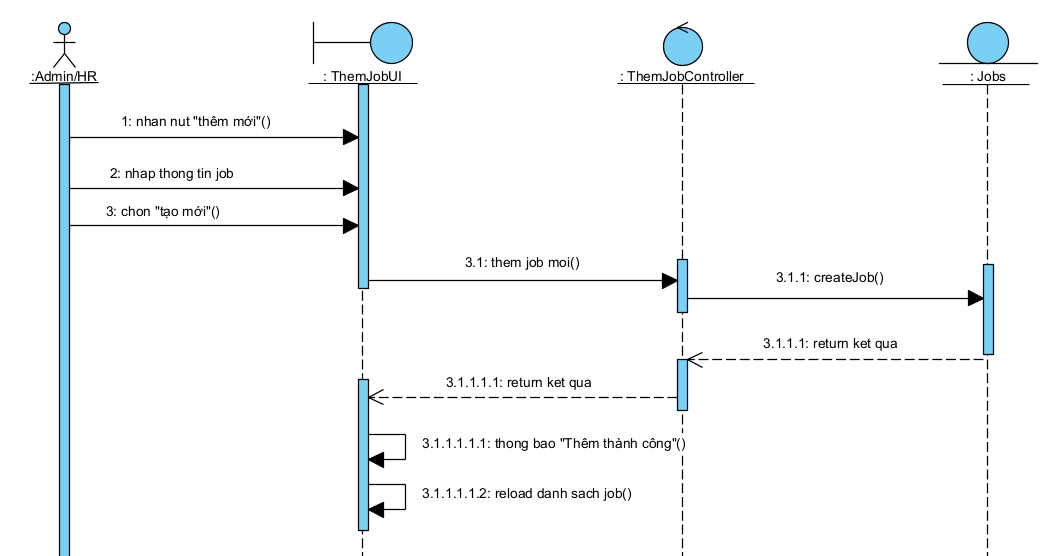 :Admin/HR
: ThemJobUI
: ThemJobController
: Jobs
1: nhan nut "thêm mới"()
2: nhap thong tin job
3: chon "tạo mới"()
3.1: them job moi()
3.1.1: createJob()
3.1.1.1: return ket qua
3.1.1.1.1: return ket qua
3.1.1.1.1.1: thong bao "Thêm thành công"()
3.1.1.1.1.2: reload danh sach job()